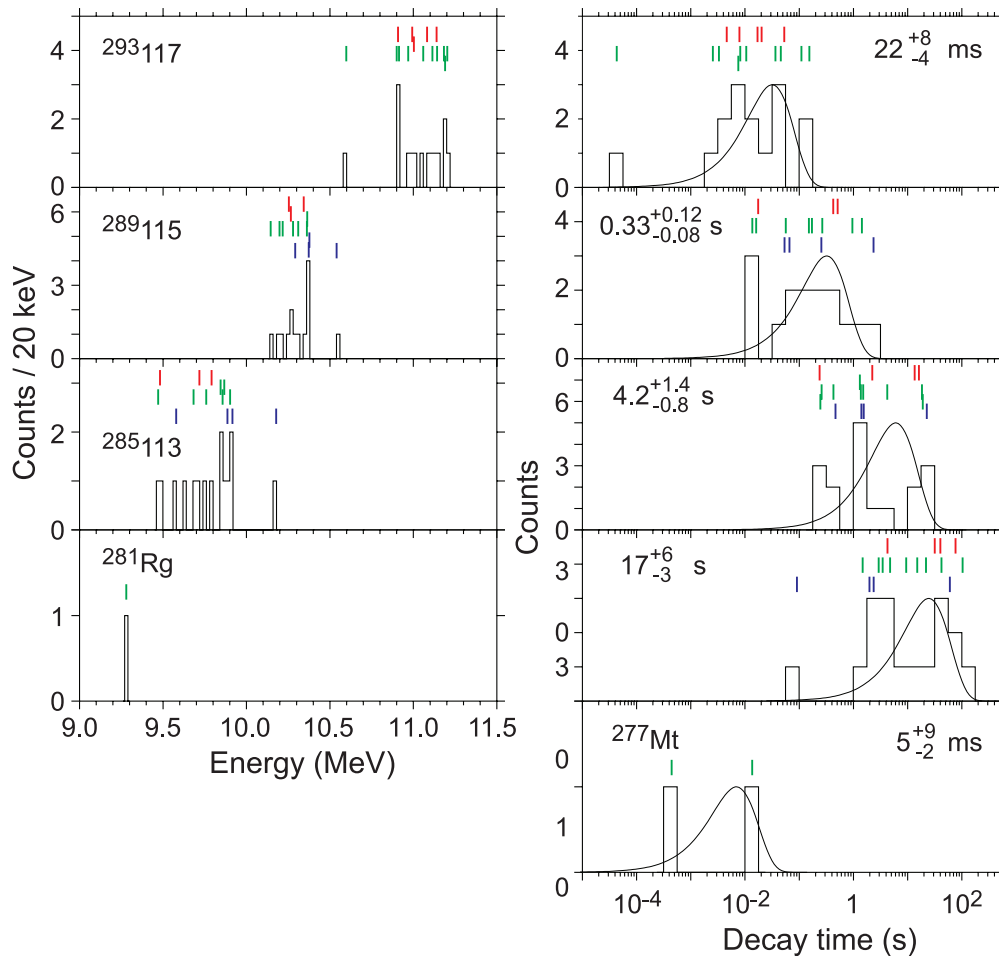 ²⁹³117
4
2
0
²⁸⁹115
6
4
2
0
²⁸⁵113
2
0
²⁸¹Rg
1
0
9.0 9.5 10.0 10.5 11.0 11.5
Energy (MeV)
Counts / 20 keV
22 +8 -4 ms
4
2
0
0.33 +0.12 -0.08 s
4
2
0
4.2 +1.4 -0.8 s
6
3
0
17 +6 -3 s
3
0
3
²⁷⁷Mt
5 +9 -2 ms
0
1
0
10⁻⁴ 10⁻² 1 10²
Decay time (s)
Counts